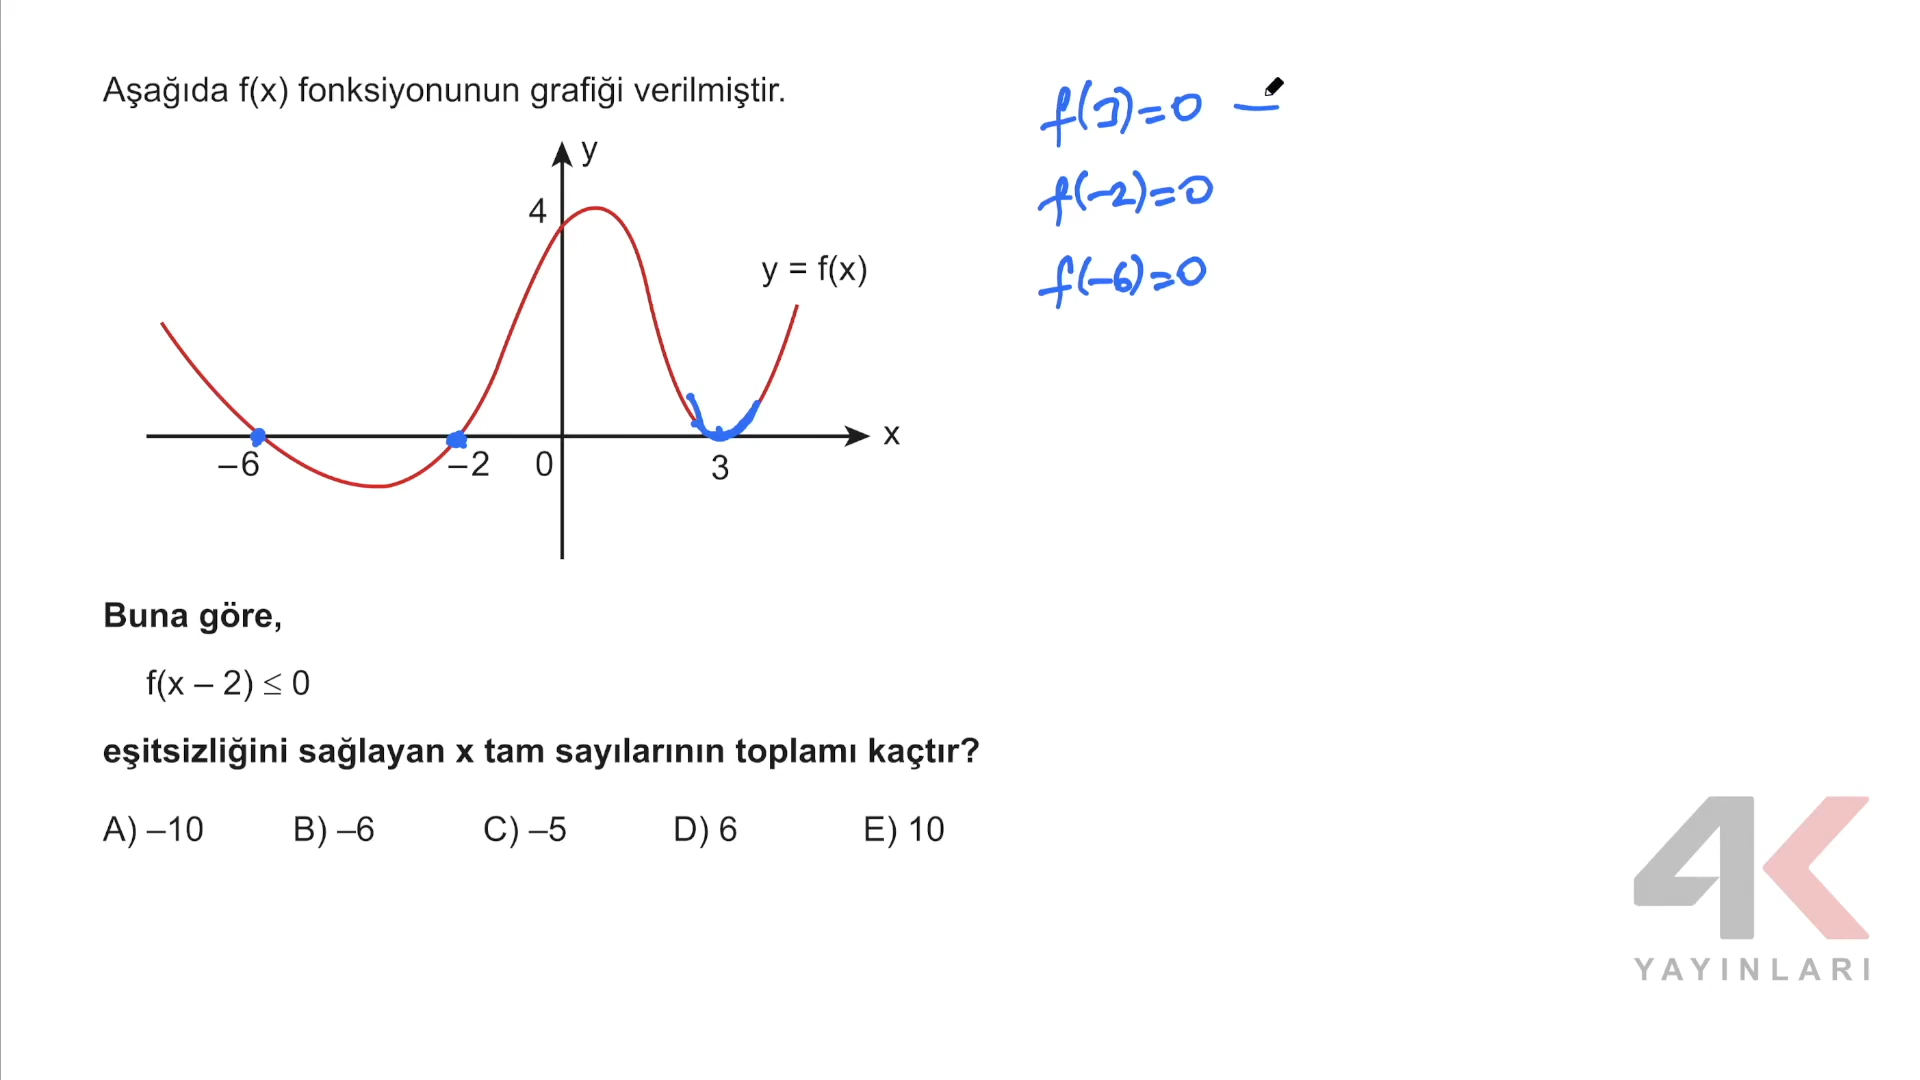 Aşağıda f(x) fonksiyonunun grafiği verilmiştir.
y
4
y = f(x)
x
–6
–2
0
3
f(3)=0 —
f(-2)=0
f(-6)=0
Buna göre,
f(x – 2) ≤ 0
eşitsizliğini sağlayan x tam sayılarının toplamı kaçtır?
A) –10 B) –6 C) –5 D) 6 E) 10
4K
YAYINLARI